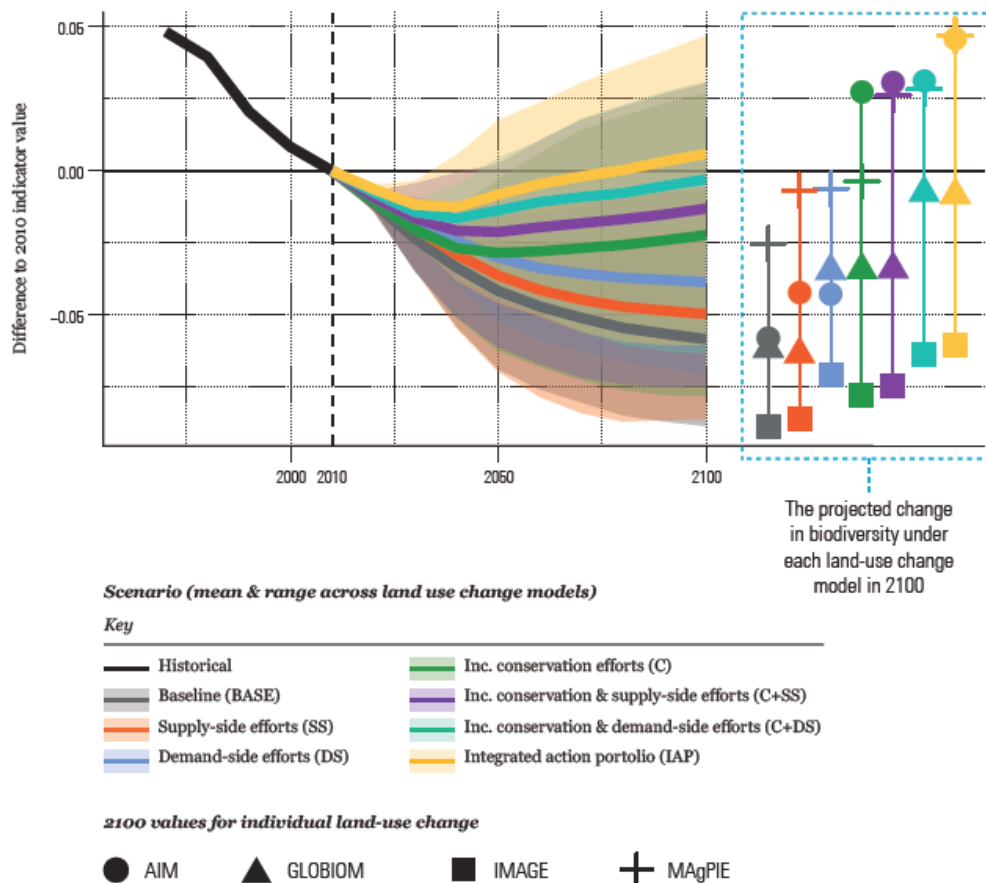 Difference to 2010 indicator value
0.05
0.00
–0.05
2000 2010 2050 2100
The projected change
in biodiversity under
each land-use change
model in 2100
Scenario (mean & range across land use change models)
Key
Historical
Baseline (BASE)
Supply-side efforts (SS)
Demand-side efforts (DS)
Inc. conservation efforts (C)
Inc. conservation & supply-side efforts (C+SS)
Inc. conservation & demand-side efforts (C+DS)
Integrated action portolio (IAP)
2100 values for individual land-use change
AIM GLOBIOM IMAGE MAgPIE